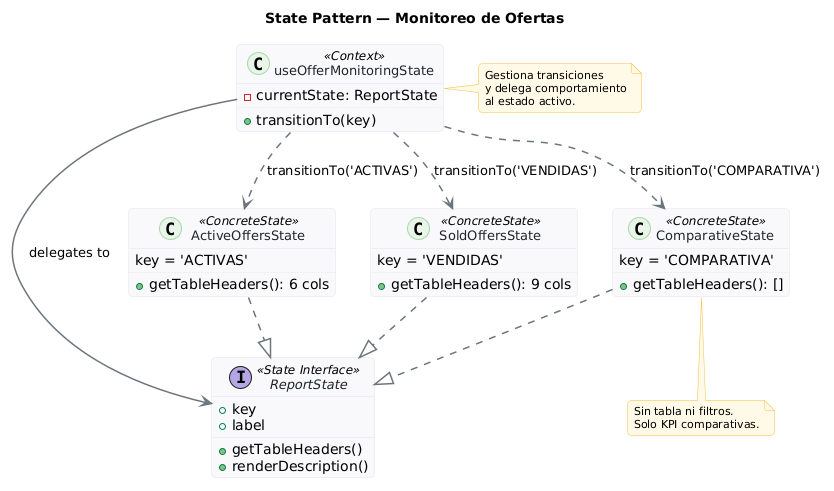 State Pattern — Monitoreo de Ofertas
«Context»
useOfferMonitoringState
currentState: ReportState
transitionTo(key)
Gestiona transiciones
y delega comportamiento
al estado activo.
transitionTo('ACTIVAS')
transitionTo('VENDIDAS')
transitionTo('COMPARATIVA')
delegates to
«ConcreteState»
ActiveOffersState
key = 'ACTIVAS'
getTableHeaders(): 6 cols
«ConcreteState»
SoldOffersState
key = 'VENDIDAS'
getTableHeaders(): 9 cols
«ConcreteState»
ComparativeState
key = 'COMPARATIVA'
getTableHeaders(): []
«State Interface»
ReportState
key
label
getTableHeaders()
renderDescription()
Sin tabla ni filtros.
Solo KPI comparativas.